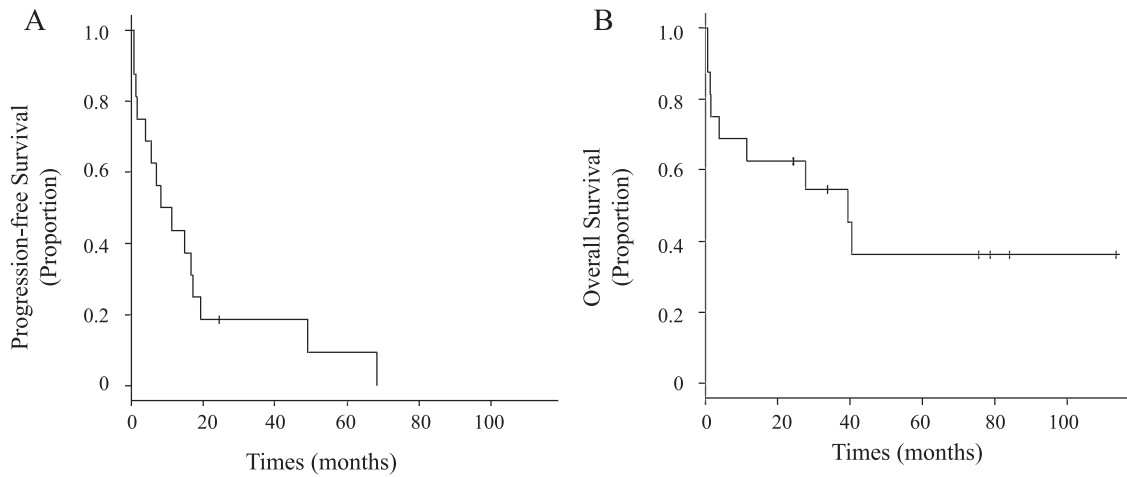 A
1.0
0.8
0.6
0.4
0.2
0
0 20 40 60 80 100
Times (months)
Progression-free Survival
(Proportion)
B
1.0
0.8
0.6
0.4
0.2
0
0 20 40 60 80 100
Times (months)
Overall Survival
(Proportion)